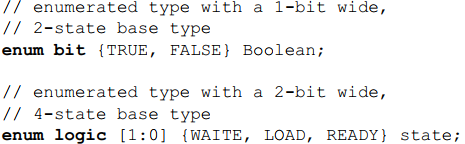 // enumerated type with a 1-bit wide,
// 2-state base type
enum bit {TRUE, FALSE} Boolean;
// enumerated type with a 2-bit wide,
// 4-state base type
enum logic [1:0] {WAITE, LOAD, READY} state;